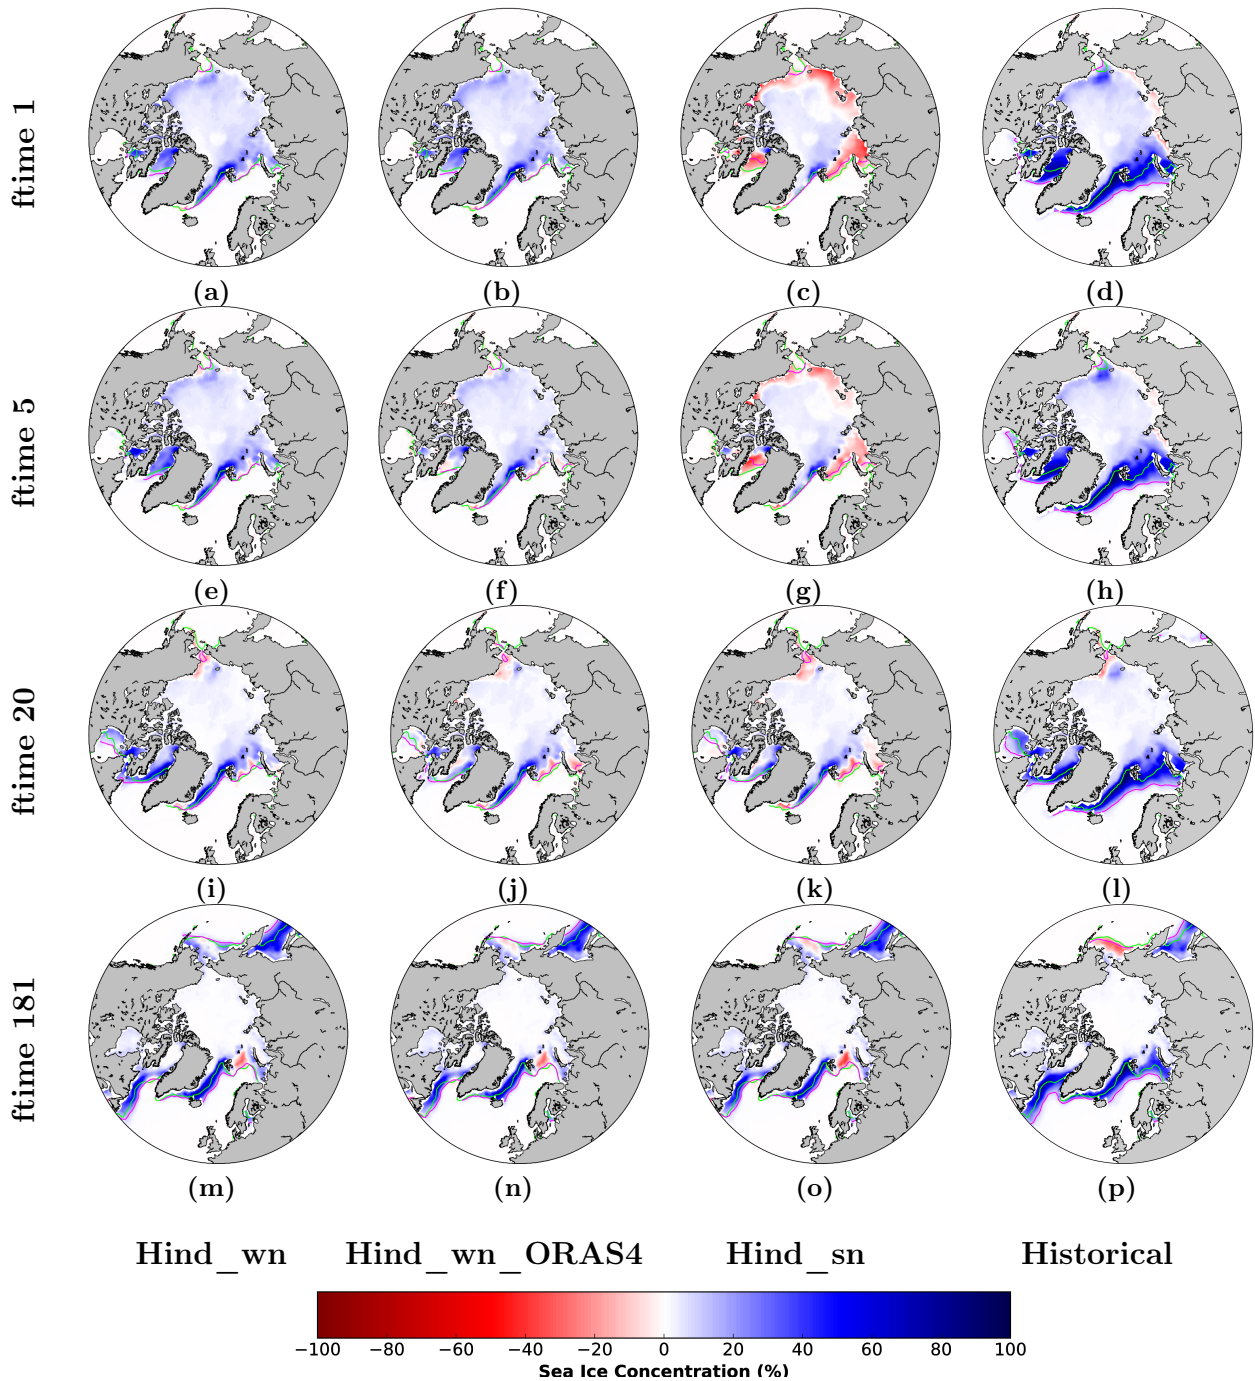 ftime 1
(a) (b) (c) (d)
ftime 5
(e) (f) (g) (h)
ftime 20
(i) (j) (k) (l)
ftime 181
(m) (n) (o) (p)
Hind_wn Hind_wn_ORAS4 Hind_sn Historical
−100 −80 −60 −40 −20 0 20 40 60 80 100
Sea Ice Concentration (%)